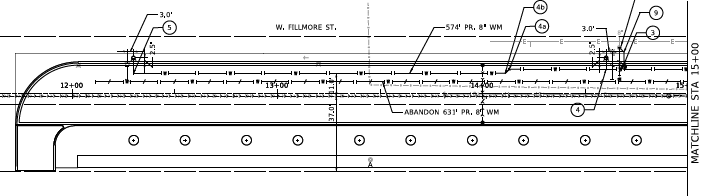 3.0'
5
2.5'
W. FILLMORE ST.
574' PR. 8" WM
4b
4a
3.0'
2.5'
9
3
E
E
E
12+00
13+00
14+00
15+
37.0'
ABANDON 631' PR. 8" WM
4
MATCHLINE STA 15+00